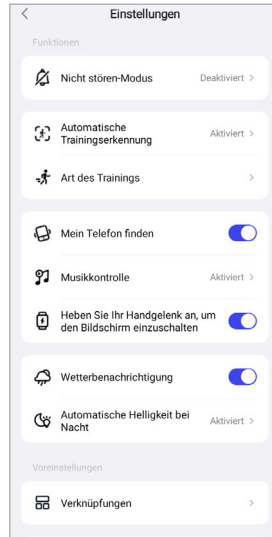 Einstellungen
Funktionen
Nicht stören-Modus Deaktiviert
Automatische
Trainingserkennung Aktiviert
Art des Trainings
Mein Telefon finden
Musikkontrolle Aktiviert
Heben Sie Ihr Handgelenk an, um
den Bildschirm einzuschalten
Wetterbenachrichtigung
Automatische Helligkeit bei
Nacht Aktiviert
Voreinstellungen
Verknüpfungen